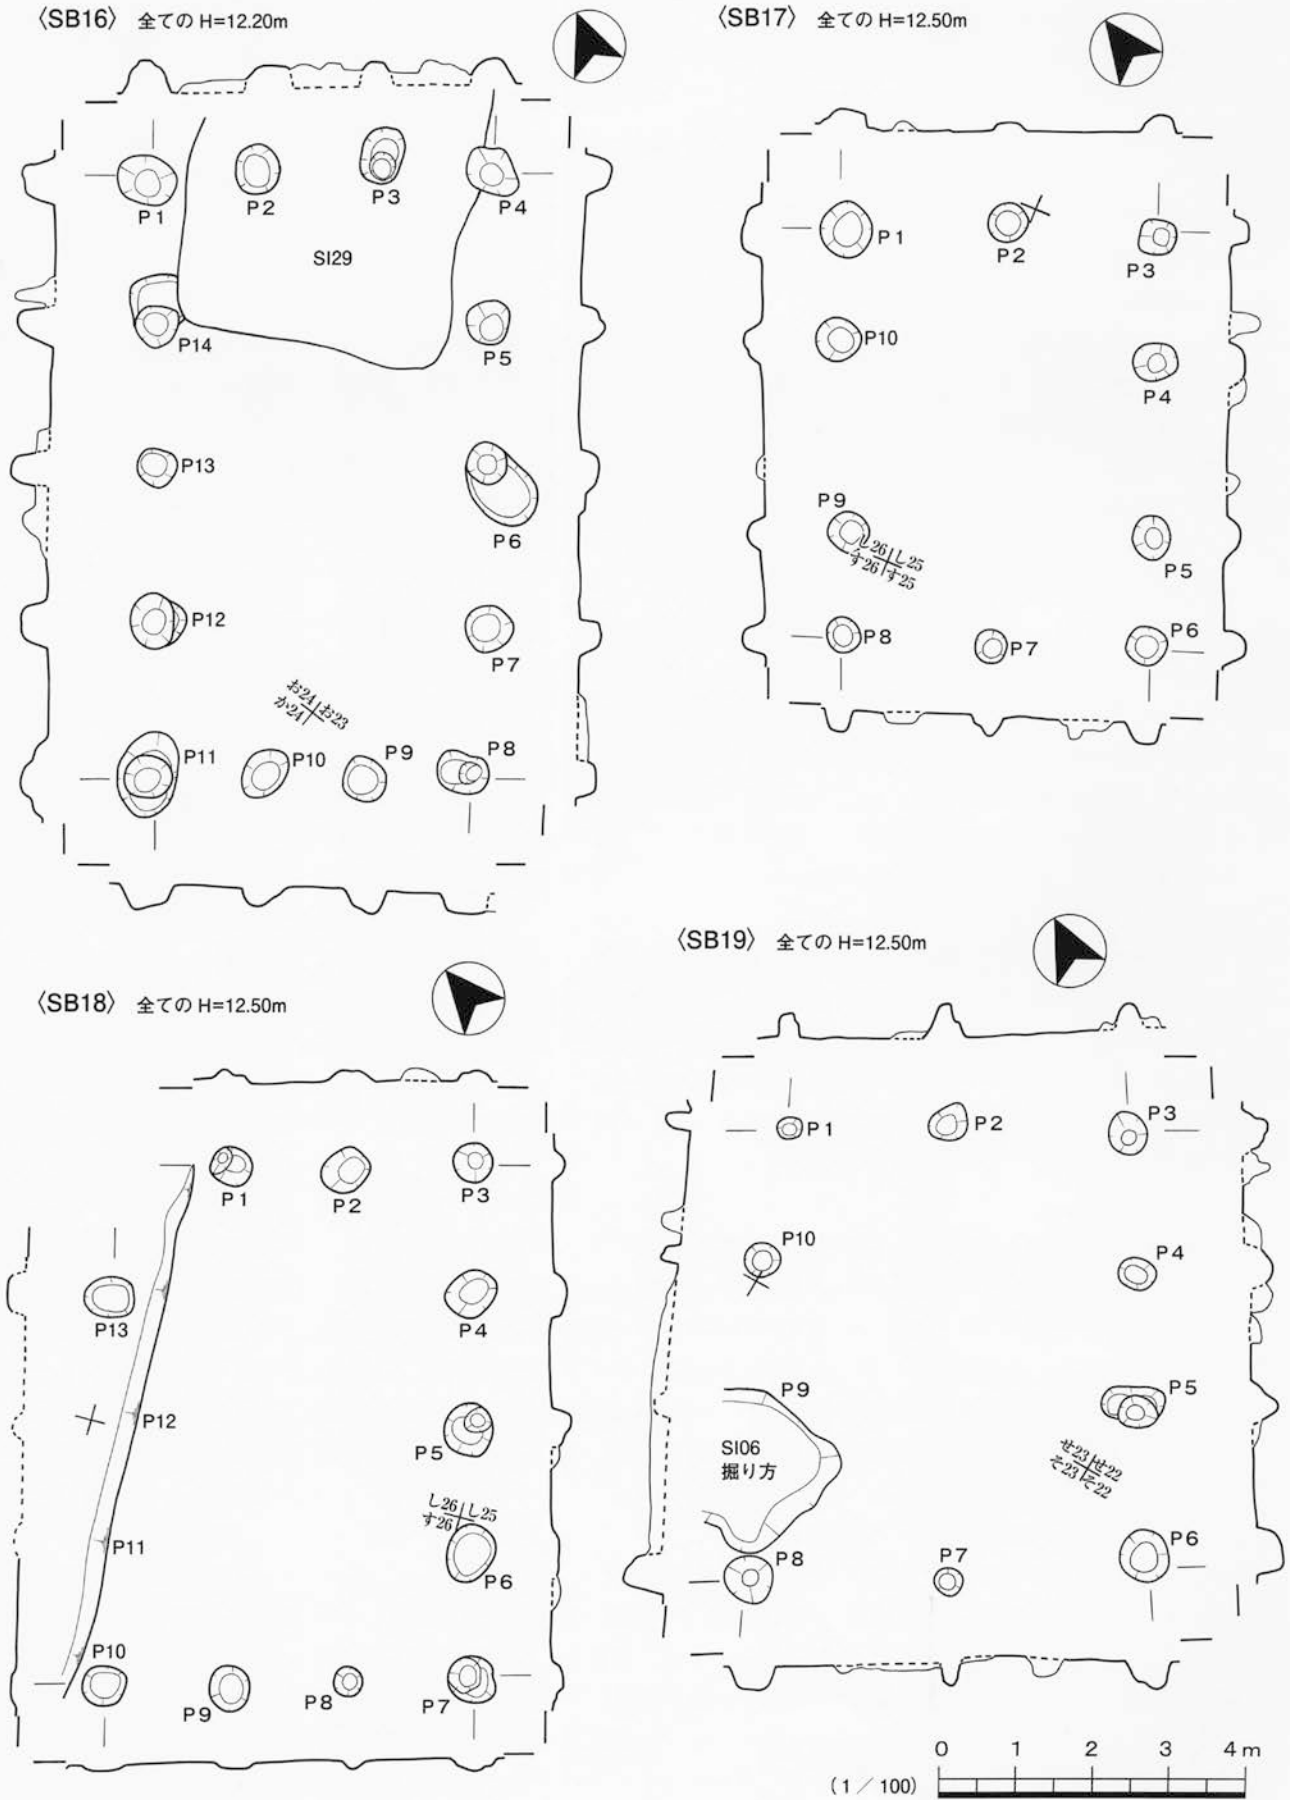 〈SB16〉 全ての H=12.20m
P1
P2
P3
P4
SI29
P14
P5
P13
P6
P12
P7
お24 お23
か24
P11
P10
P9
P8
〈SB17〉 全ての H=12.50m
P1
P2
P3
P10
P4
P9
し26 し25
す26 す25
P5
P8
P7
P6
〈SB18〉 全ての H=12.50m
P1
P2
P3
P13
P4
P12
P5
し26 し25
す26
P11
P6
P10
P9
P8
P7
〈SB19〉 全ての H=12.50m
P1
P2
P3
P10
P4
P9
P5
SI06
掘り方
せ23 せ22
そ23 そ22
P8
P7
P6
0 1 2 3 4m
(1/100)